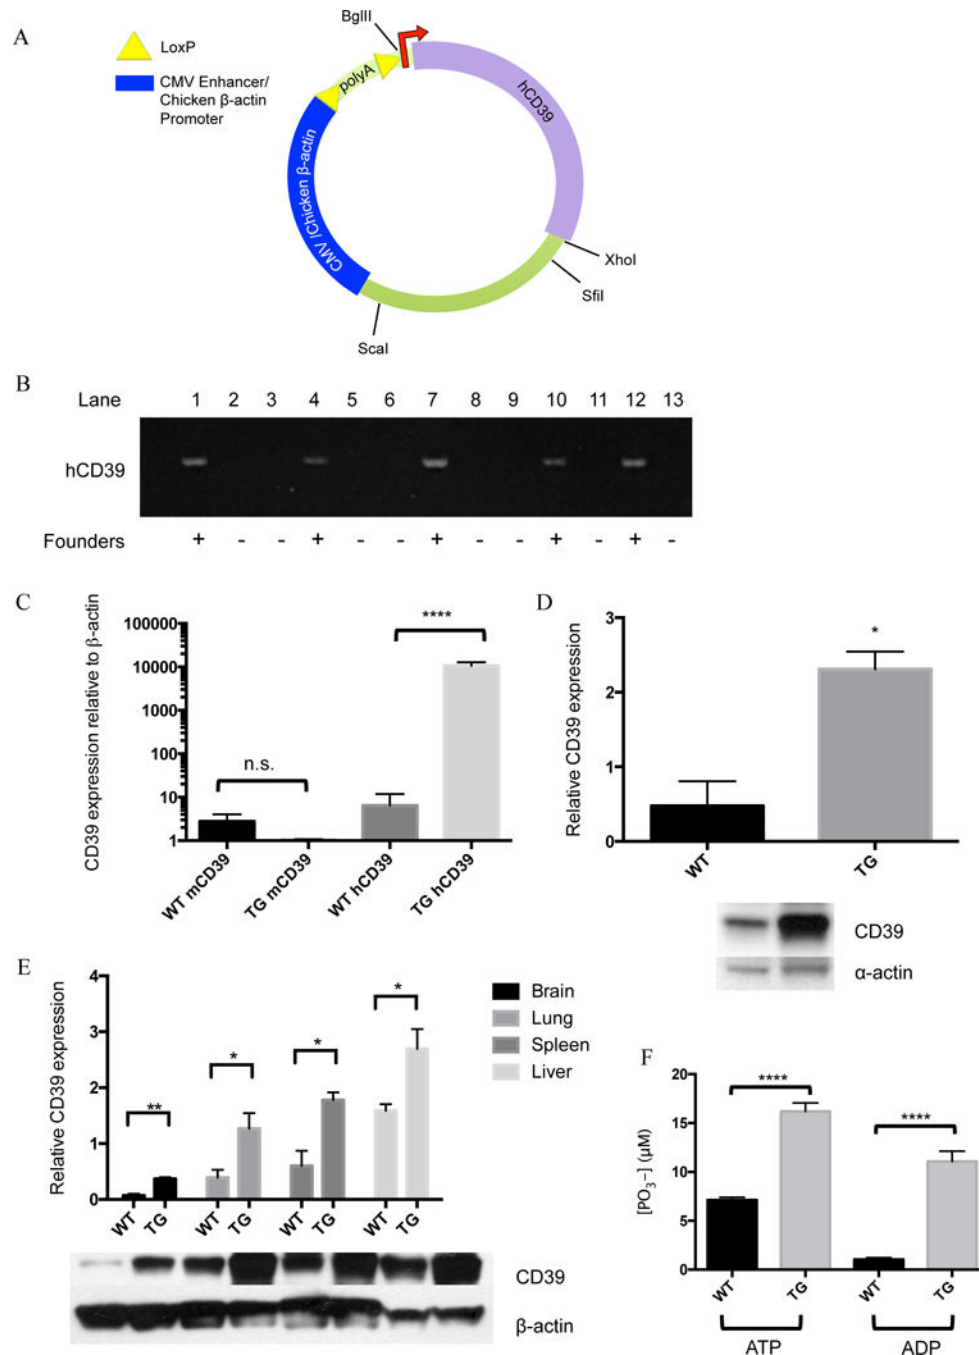 A
LoxP
CMV Enhancer/
Chicken β-actin
Promoter
BglII
polyA
hCD39
CMV/Chicken β-actin
XhoI
SfiI
ScaI
B
Lane 1 2 3 4 5 6 7 8 9 10 11 12 13
hCD39
Founders + - - + - - + - - + - + -
C
CD39 expression relative to β-actin
100000
10000
1000
100
10
1
n.s.
****
WT mCD39
TG mCD39
WT hCD39
TG hCD39
D
Relative CD39 expression
3
2
1
0
*
WT
TG
CD39
α-actin
E
Relative CD39 expression
4
3
2
1
0
**
*
*
*
WT TG WT TG WT TG WT TG
Brain
Lung
Spleen
Liver
CD39
β-actin
F
[PO3-] (μM)
20
15
10
5
0
****
****
WT TG WT TG
ATP ADP